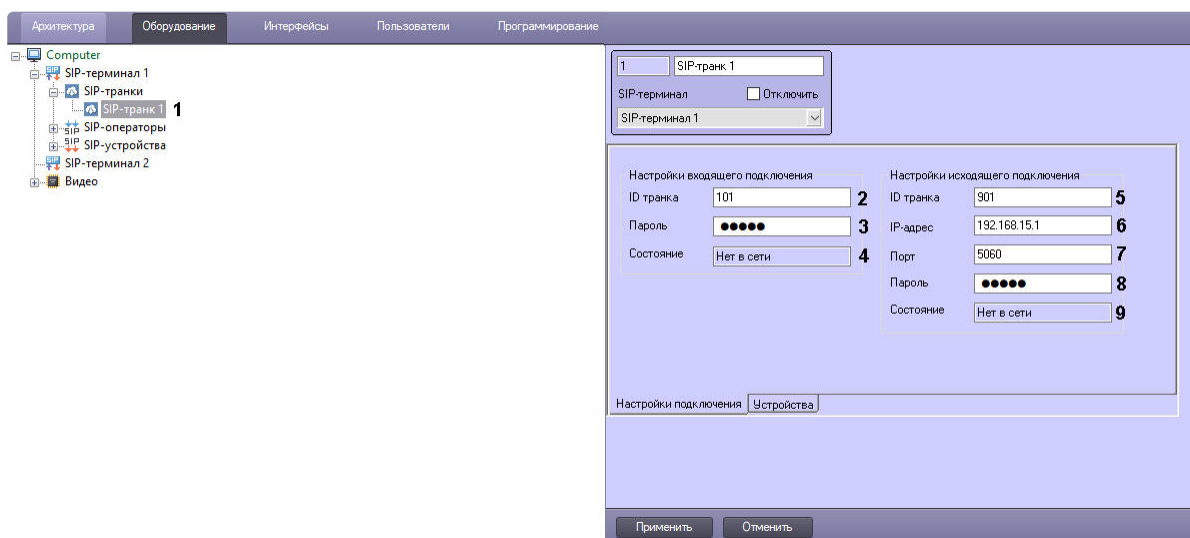 Архитектура Оборудование Интерфейсы Пользователи Программирование
Computer
SIP-терминал 1
SIP-транки
SIP-транк 1 1
SIP-операторы
SIP-устройства
SIP-терминал 2
Видео
1 SIP-транк 1
SIP-терминал Отключить
SIP-терминал 1
Настройки входящего подключения
ID транка 101 2
Пароль ●●●●● 3
Состояние Нет в сети 4
Настройки исходящего подключения
ID транка 901 5
IP-адрес 192.168.15.1 6
Порт 5060 7
Пароль ●●●●● 8
Состояние Нет в сети 9
Настройки подключения Устройства
Применить Отменить